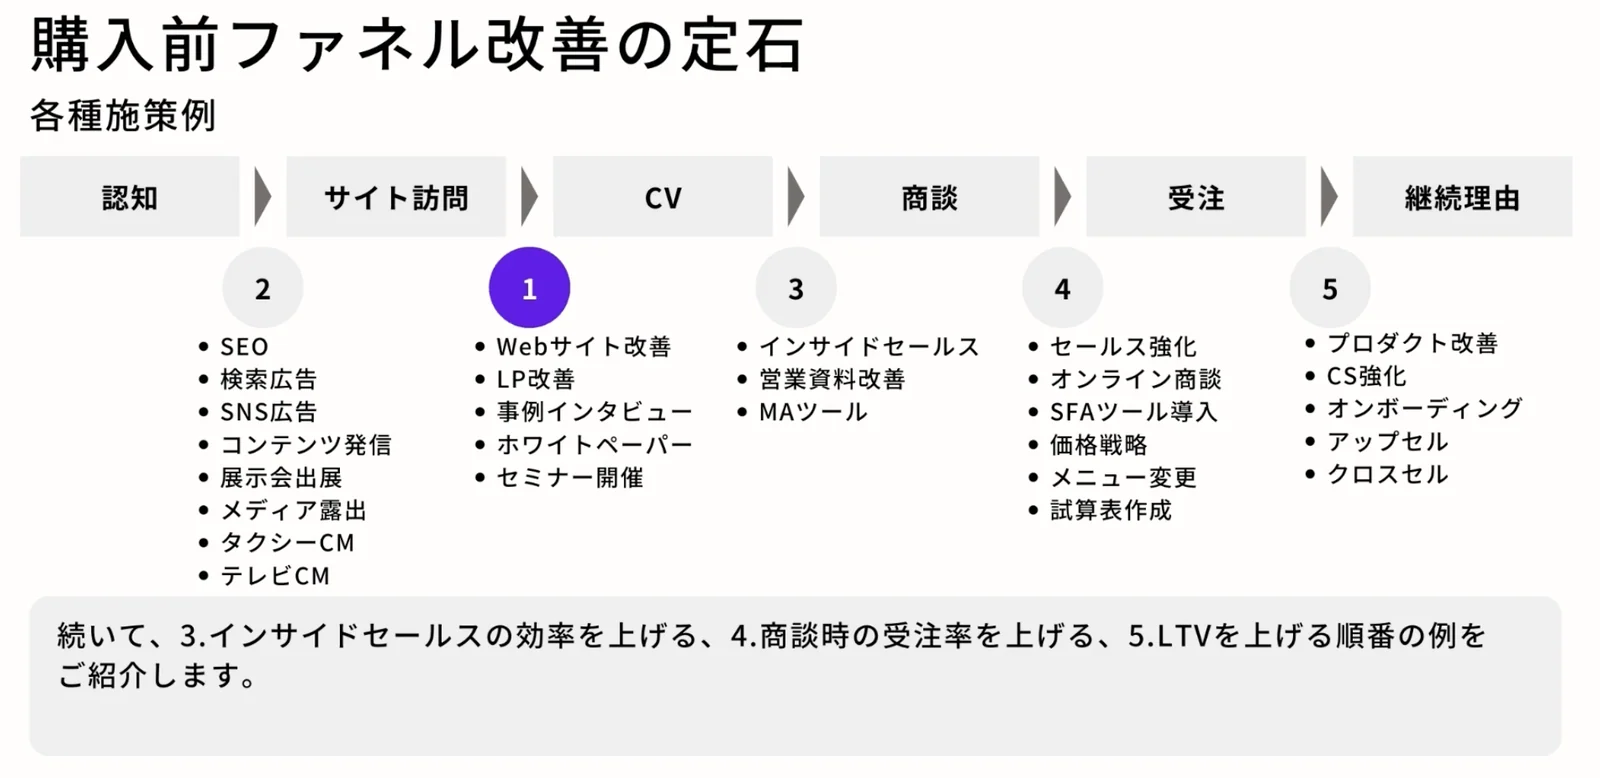 購入前ファネル改善の定石
各種施策例
認知
サイト訪問
CV
商談
受注
継続理由
2
1
3
4
5
• SEO
• 検索広告
• SNS広告
• コンテンツ発信
• 展示会出展
• メディア露出
• タクシーCM
• テレビCM
• Webサイト改善
• LP改善
• 事例インタビュー
• ホワイトペーパー
• セミナー開催
• インサイドセールス
• 営業資料改善
• MAツール
• セールス強化
• オンライン商談
• SFAツール導入
• 価格戦略
• メニュー変更
• 試算表作成
• プロダクト改善
• CS強化
• オンボーディング
• アップセル
• クロスセル
続いて、3.インサイドセールスの効率を上げる、4.商談時の受注率を上げる、5.LTVを上げる順番の例を
ご紹介します。